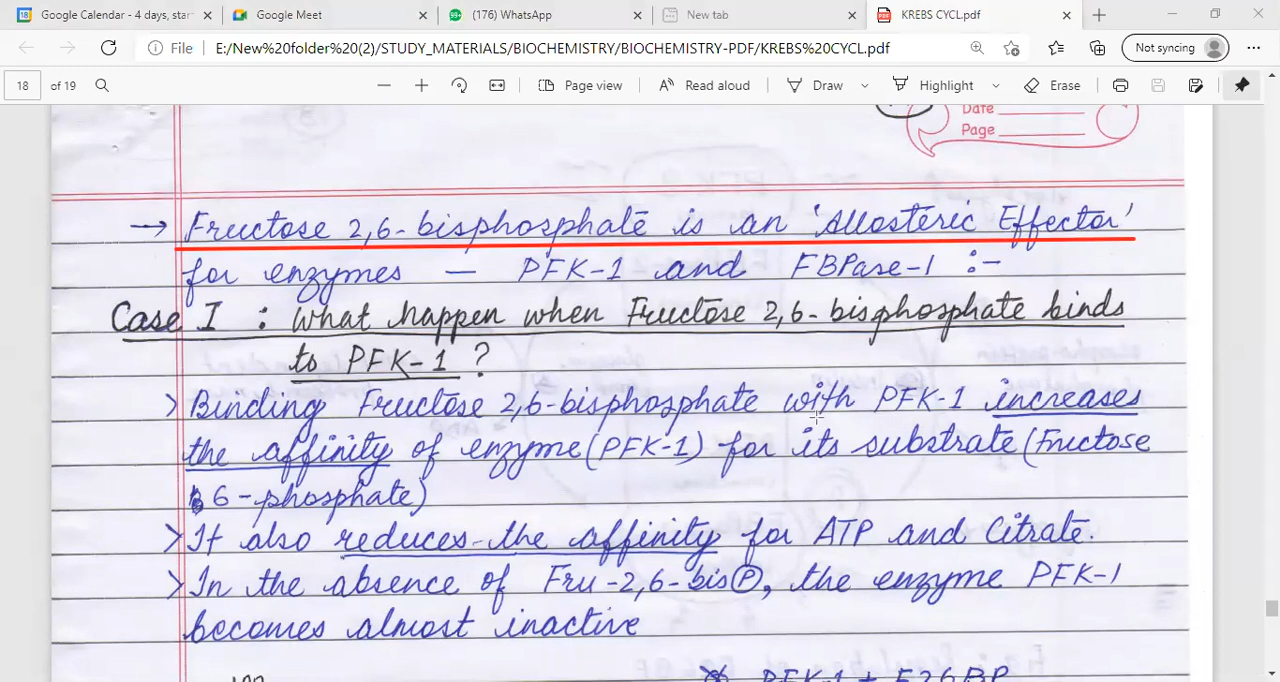 Google Calendar - 4 days, star
Google Meet
99+ (176) WhatsApp
New tab
KREBS CYCL.pdf
File E:/New%20folder%20(2)/STUDY_MATERIALS/BIOCHEMISTRY/BIOCHEMISTRY-PDF/KREBS%20CYCL.pdf
Not syncing
18 of 19
Page view
Read aloud
Draw
Highlight
Erase
Date
Page
→ Fructose 2,6-bisphosphate is an 'Allosteric Effector'
for enzymes — PFK-1 and FBPase-1 :-
Case I : What happen when Fructose 2,6-bisphosphate binds
to PFK-1 ?
> Binding Fructose 2,6-bisphosphate with PFK-1 increases
the affinity of enzyme (PFK-1) for its substrate (Fructose
6-phosphate)
> It also reduces the affinity for ATP and Citrate.
> In the absence of Fru-2,6-bis Ⓟ, the enzyme PFK-1
becomes almost inactive
PFK-1 + F26BP